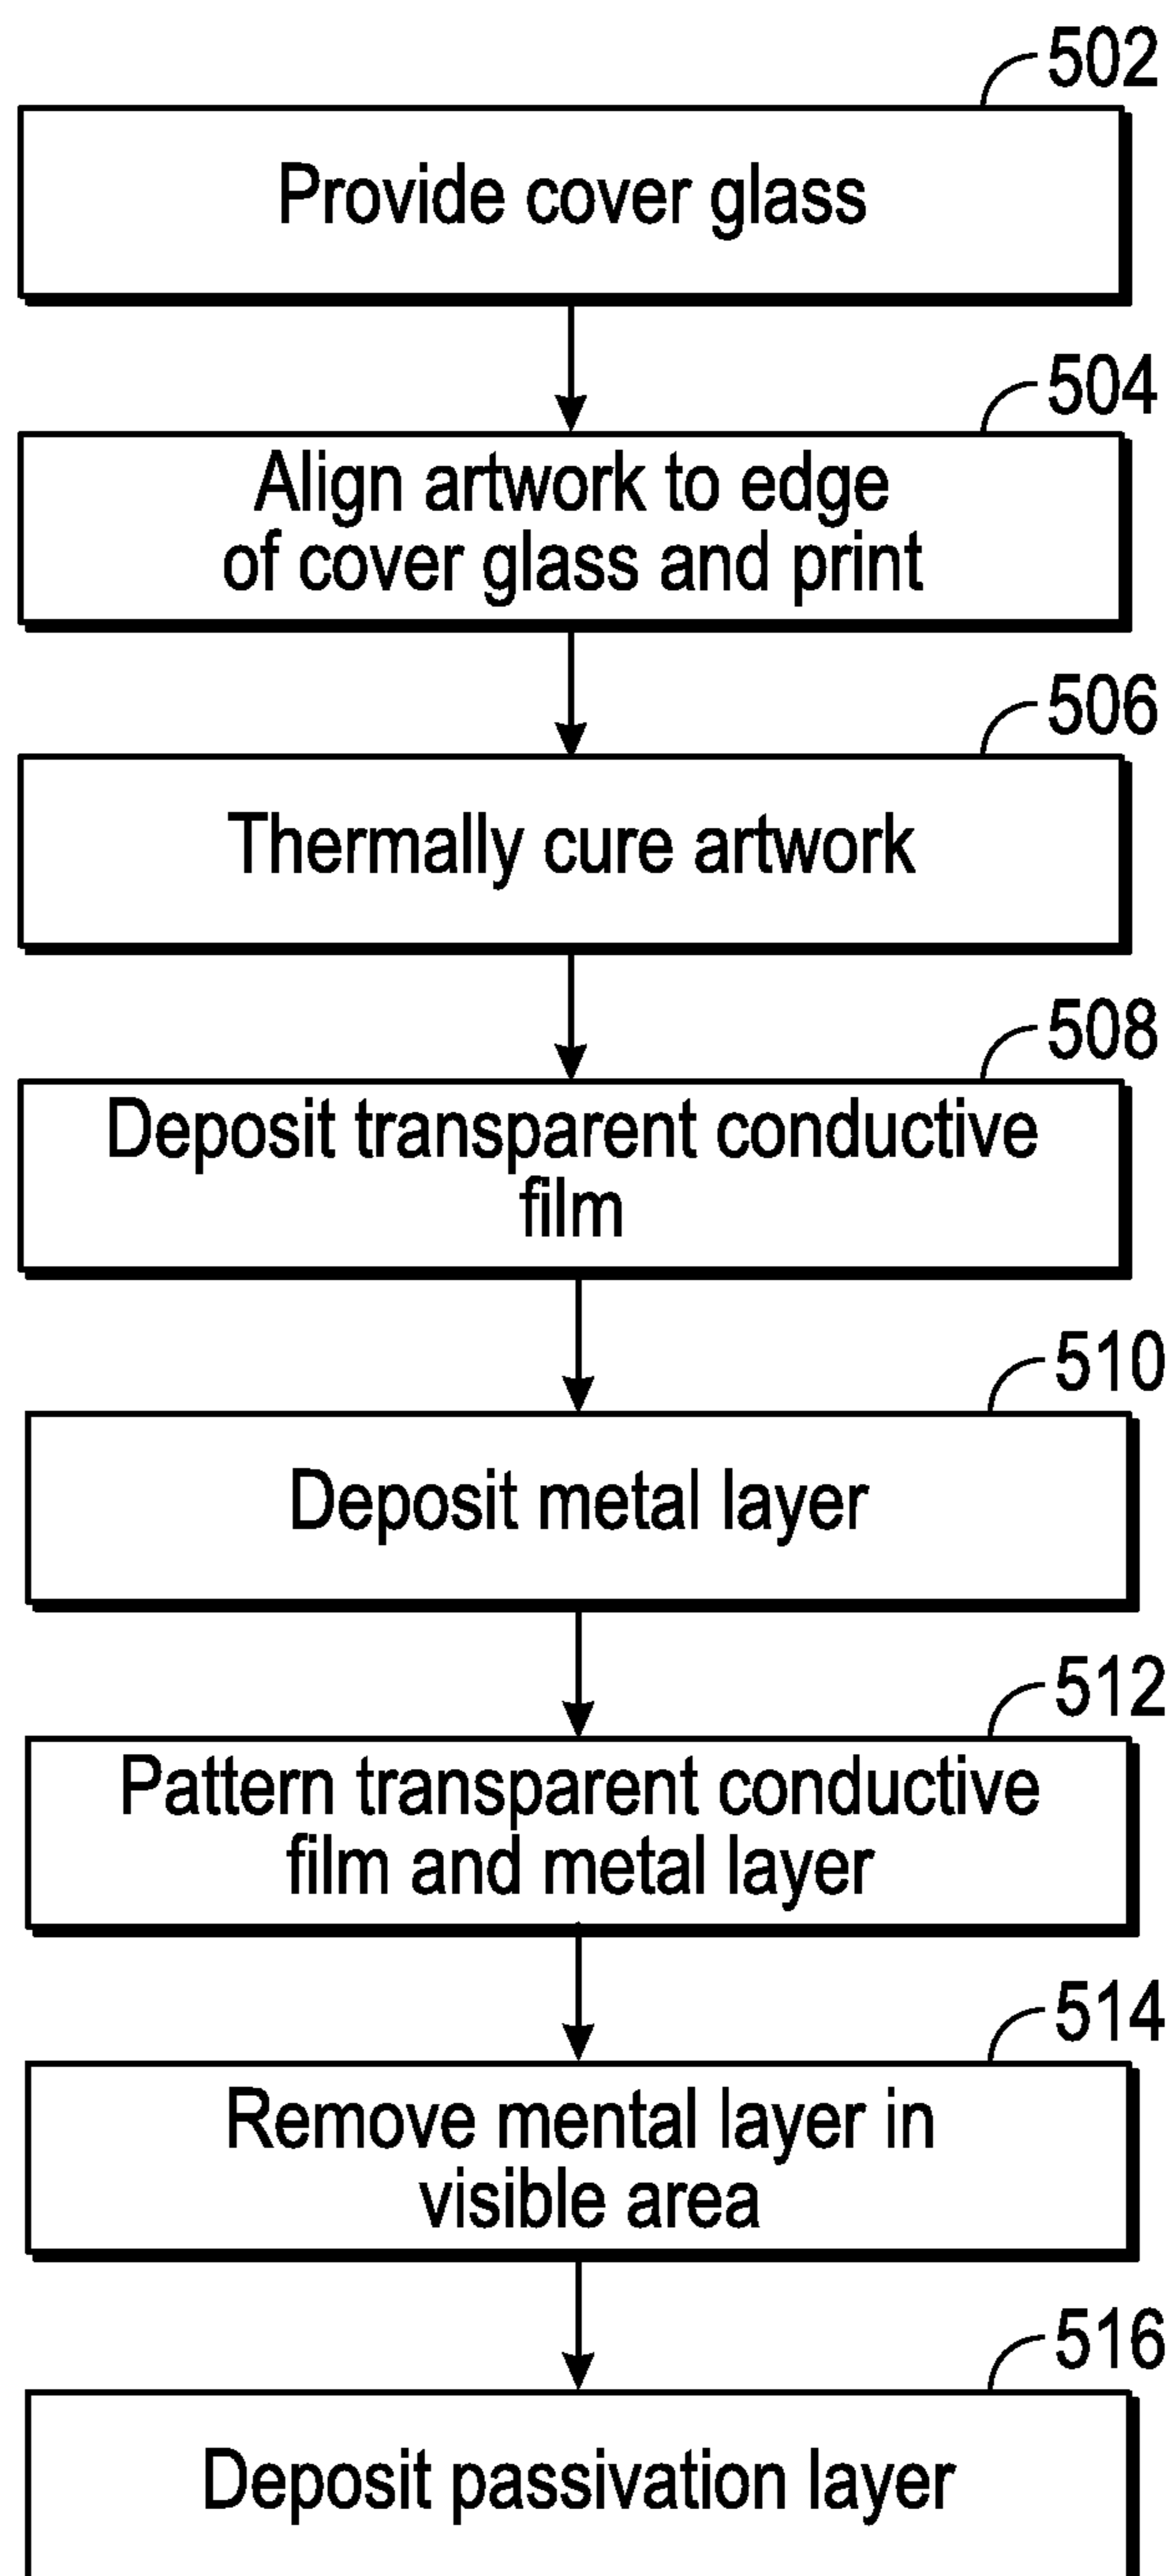 502
Provide cover glass
504
Align artwork to edge
of cover glass and print
506
Thermally cure artwork
508
Deposit transparent conductive
film
510
Deposit metal layer
512
Pattern transparent conductive
film and metal layer
514
Remove mental layer in
visible area
516
Deposit passivation layer